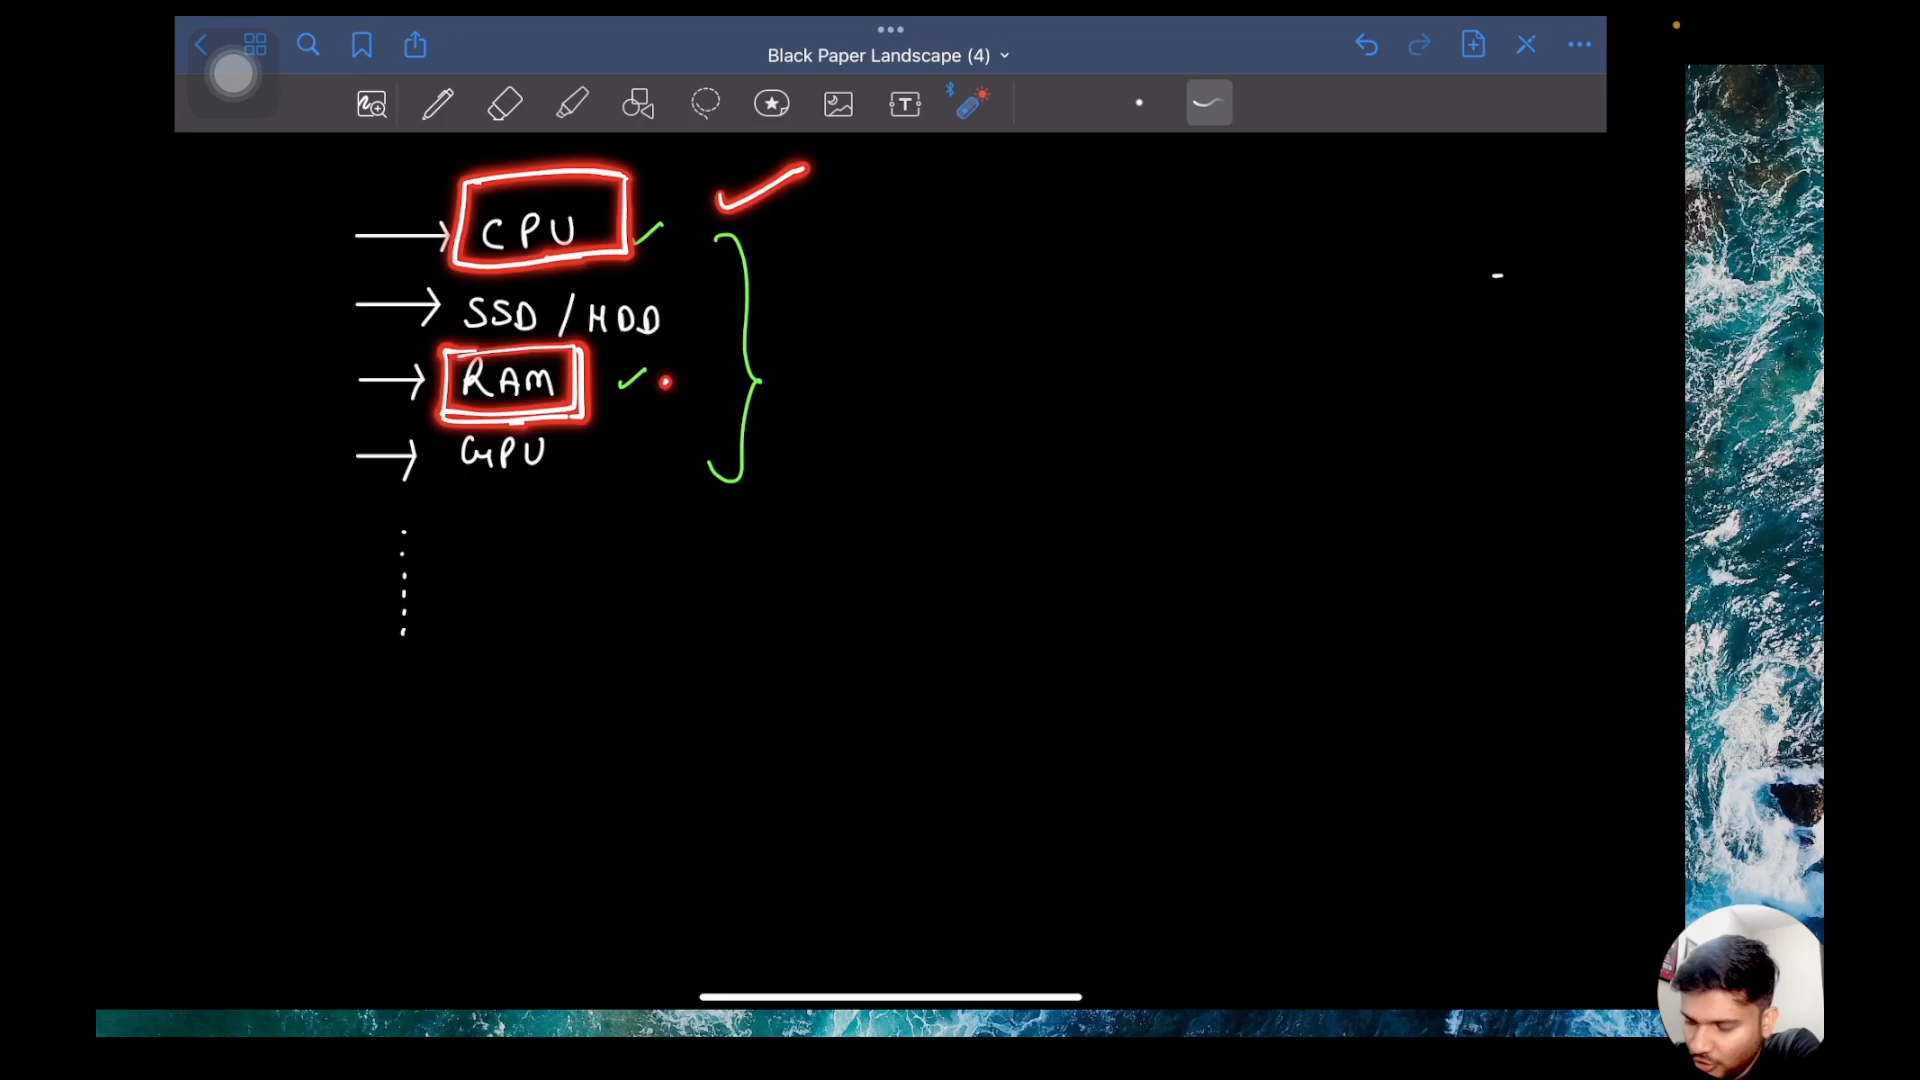 Black Paper Landscape (4)
CPU
SSD / HDD
RAM
GPU